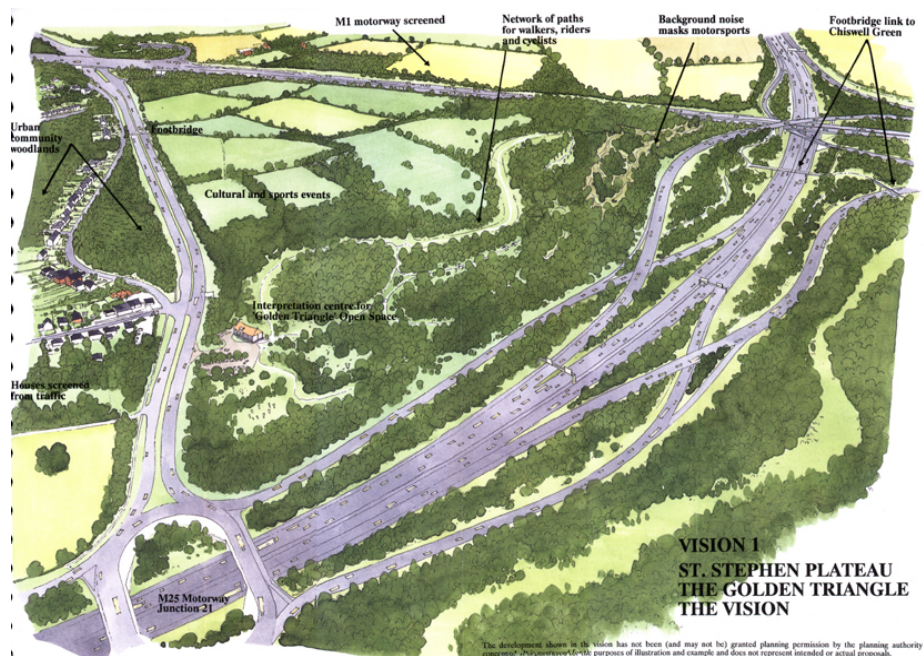 M1 motorway screened
Network of paths
for walkers, riders
and cyclists
Background noise
masks motorsports
Footbridge link to
Chiswell Green
Urban
community
woodlands
Footbridge
Cultural and sports events
Interpretation centre for
'Golden Triangle' Open Space
Houses screened
from traffic
M25 Motorway
Junction 21
VISION 1
ST. STEPHEN PLATEAU
THE GOLDEN TRIANGLE
THE VISION
The development shown in the vision has not been (and may not be) granted planning permission by the planning authority
purposes of illustration and example and does not represent intended or actual proposals.